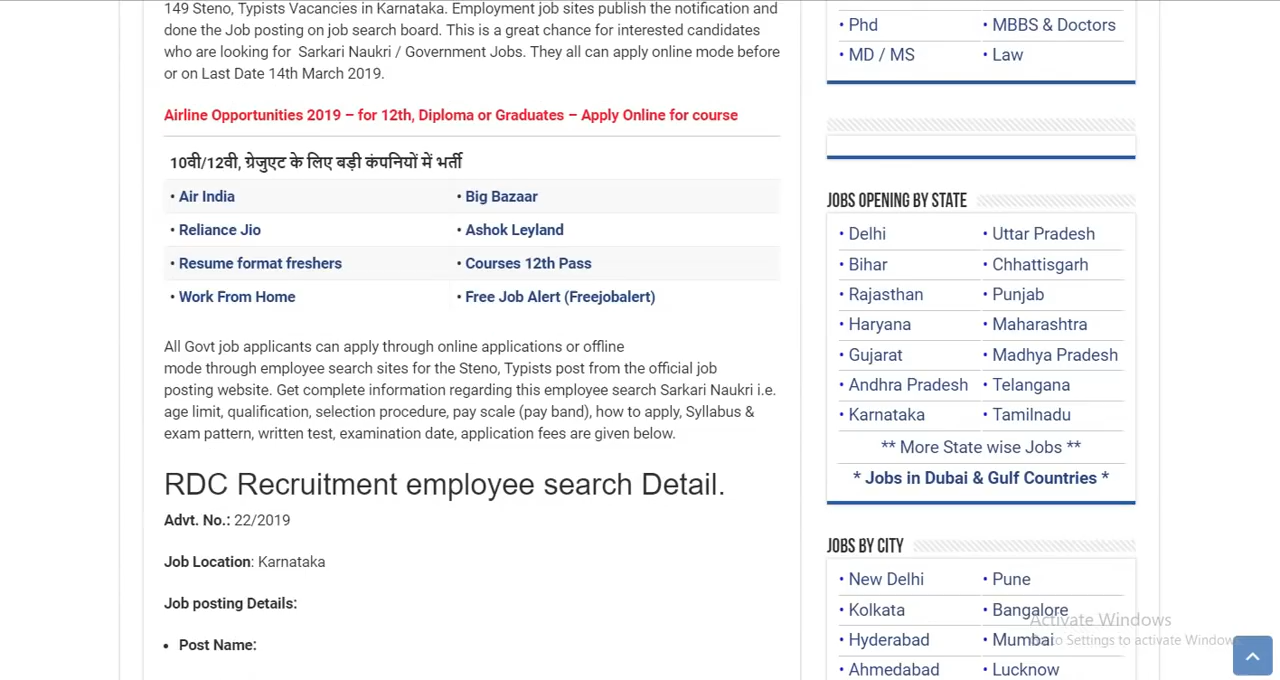 149 Steno, Typists Vacancies in Karnataka. Employment job sites publish the notification and
done the Job posting on job search board. This is a great chance for interested candidates
who are looking for Sarkari Naukri / Government Jobs. They all can apply online mode before
or on Last Date 14th March 2019.
Airline Opportunities 2019 – for 12th, Diploma or Graduates – Apply Online for course
10वी/12वी, ग्रेजुएट के लिए बड़ी कंपनियों में भर्ती
• Air India
• Big Bazaar
• Reliance Jio
• Ashok Leyland
• Resume format freshers
• Courses 12th Pass
• Work From Home
• Free Job Alert (Freejobalert)
All Govt job applicants can apply through online applications or offline
mode through employee search sites for the Steno, Typists post from the official job
posting website. Get complete information regarding this employee search Sarkari Naukri i.e.
age limit, qualification, selection procedure, pay scale (pay band), how to apply, Syllabus &
exam pattern, written test, examination date, application fees are given below.
RDC Recruitment employee search Detail.
Advt. No.: 22/2019
Job Location: Karnataka
Job posting Details:
• Post Name:
• Phd
• MBBS & Doctors
• MD / MS
• Law
JOBS OPENING BY STATE
• Delhi
• Uttar Pradesh
• Bihar
• Chhattisgarh
• Rajasthan
• Punjab
• Haryana
• Maharashtra
• Gujarat
• Madhya Pradesh
• Andhra Pradesh
• Telangana
• Karnataka
• Tamilnadu
** More State wise Jobs **
* Jobs in Dubai & Gulf Countries *
JOBS BY CITY
• New Delhi
• Pune
• Kolkata
• Bangalore
• Hyderabad
• Mumbai
• Ahmedabad
• Lucknow
Activate Windows
Go to Settings to activate Windows.